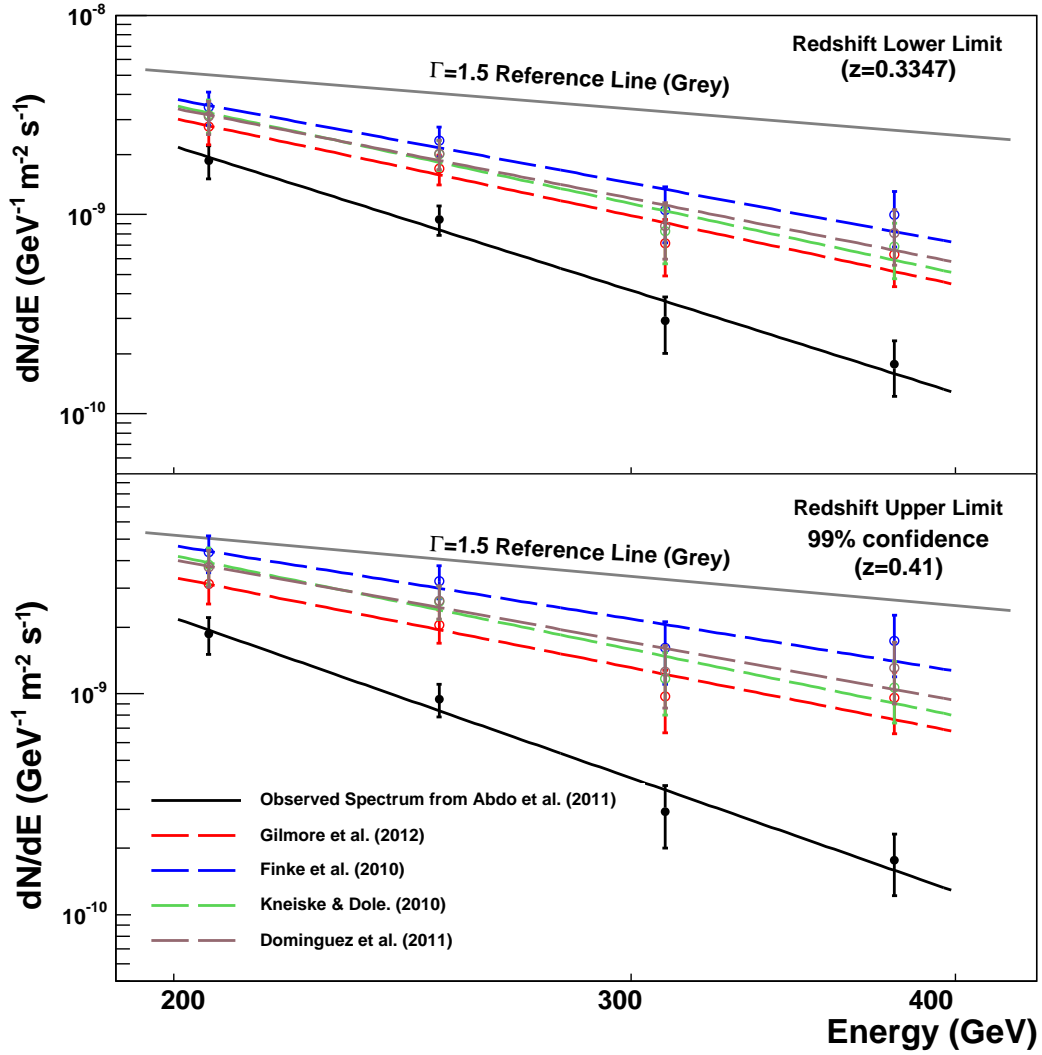 10⁻⁸
Redshift Lower Limit
(z=0.3347)
Γ=1.5 Reference Line (Grey)
10⁻⁹
10⁻¹⁰
dN/dE (GeV⁻¹ m⁻² s⁻¹)
Redshift Upper Limit
99% confidence
(z=0.41)
Γ=1.5 Reference Line (Grey)
10⁻⁹
10⁻¹⁰
dN/dE (GeV⁻¹ m⁻² s⁻¹)
Observed Spectrum from Abdo et al. (2011)
Gilmore et al. (2012)
Finke et al. (2010)
Kneiske & Dole. (2010)
Dominguez et al. (2011)
200 300 400
Energy (GeV)